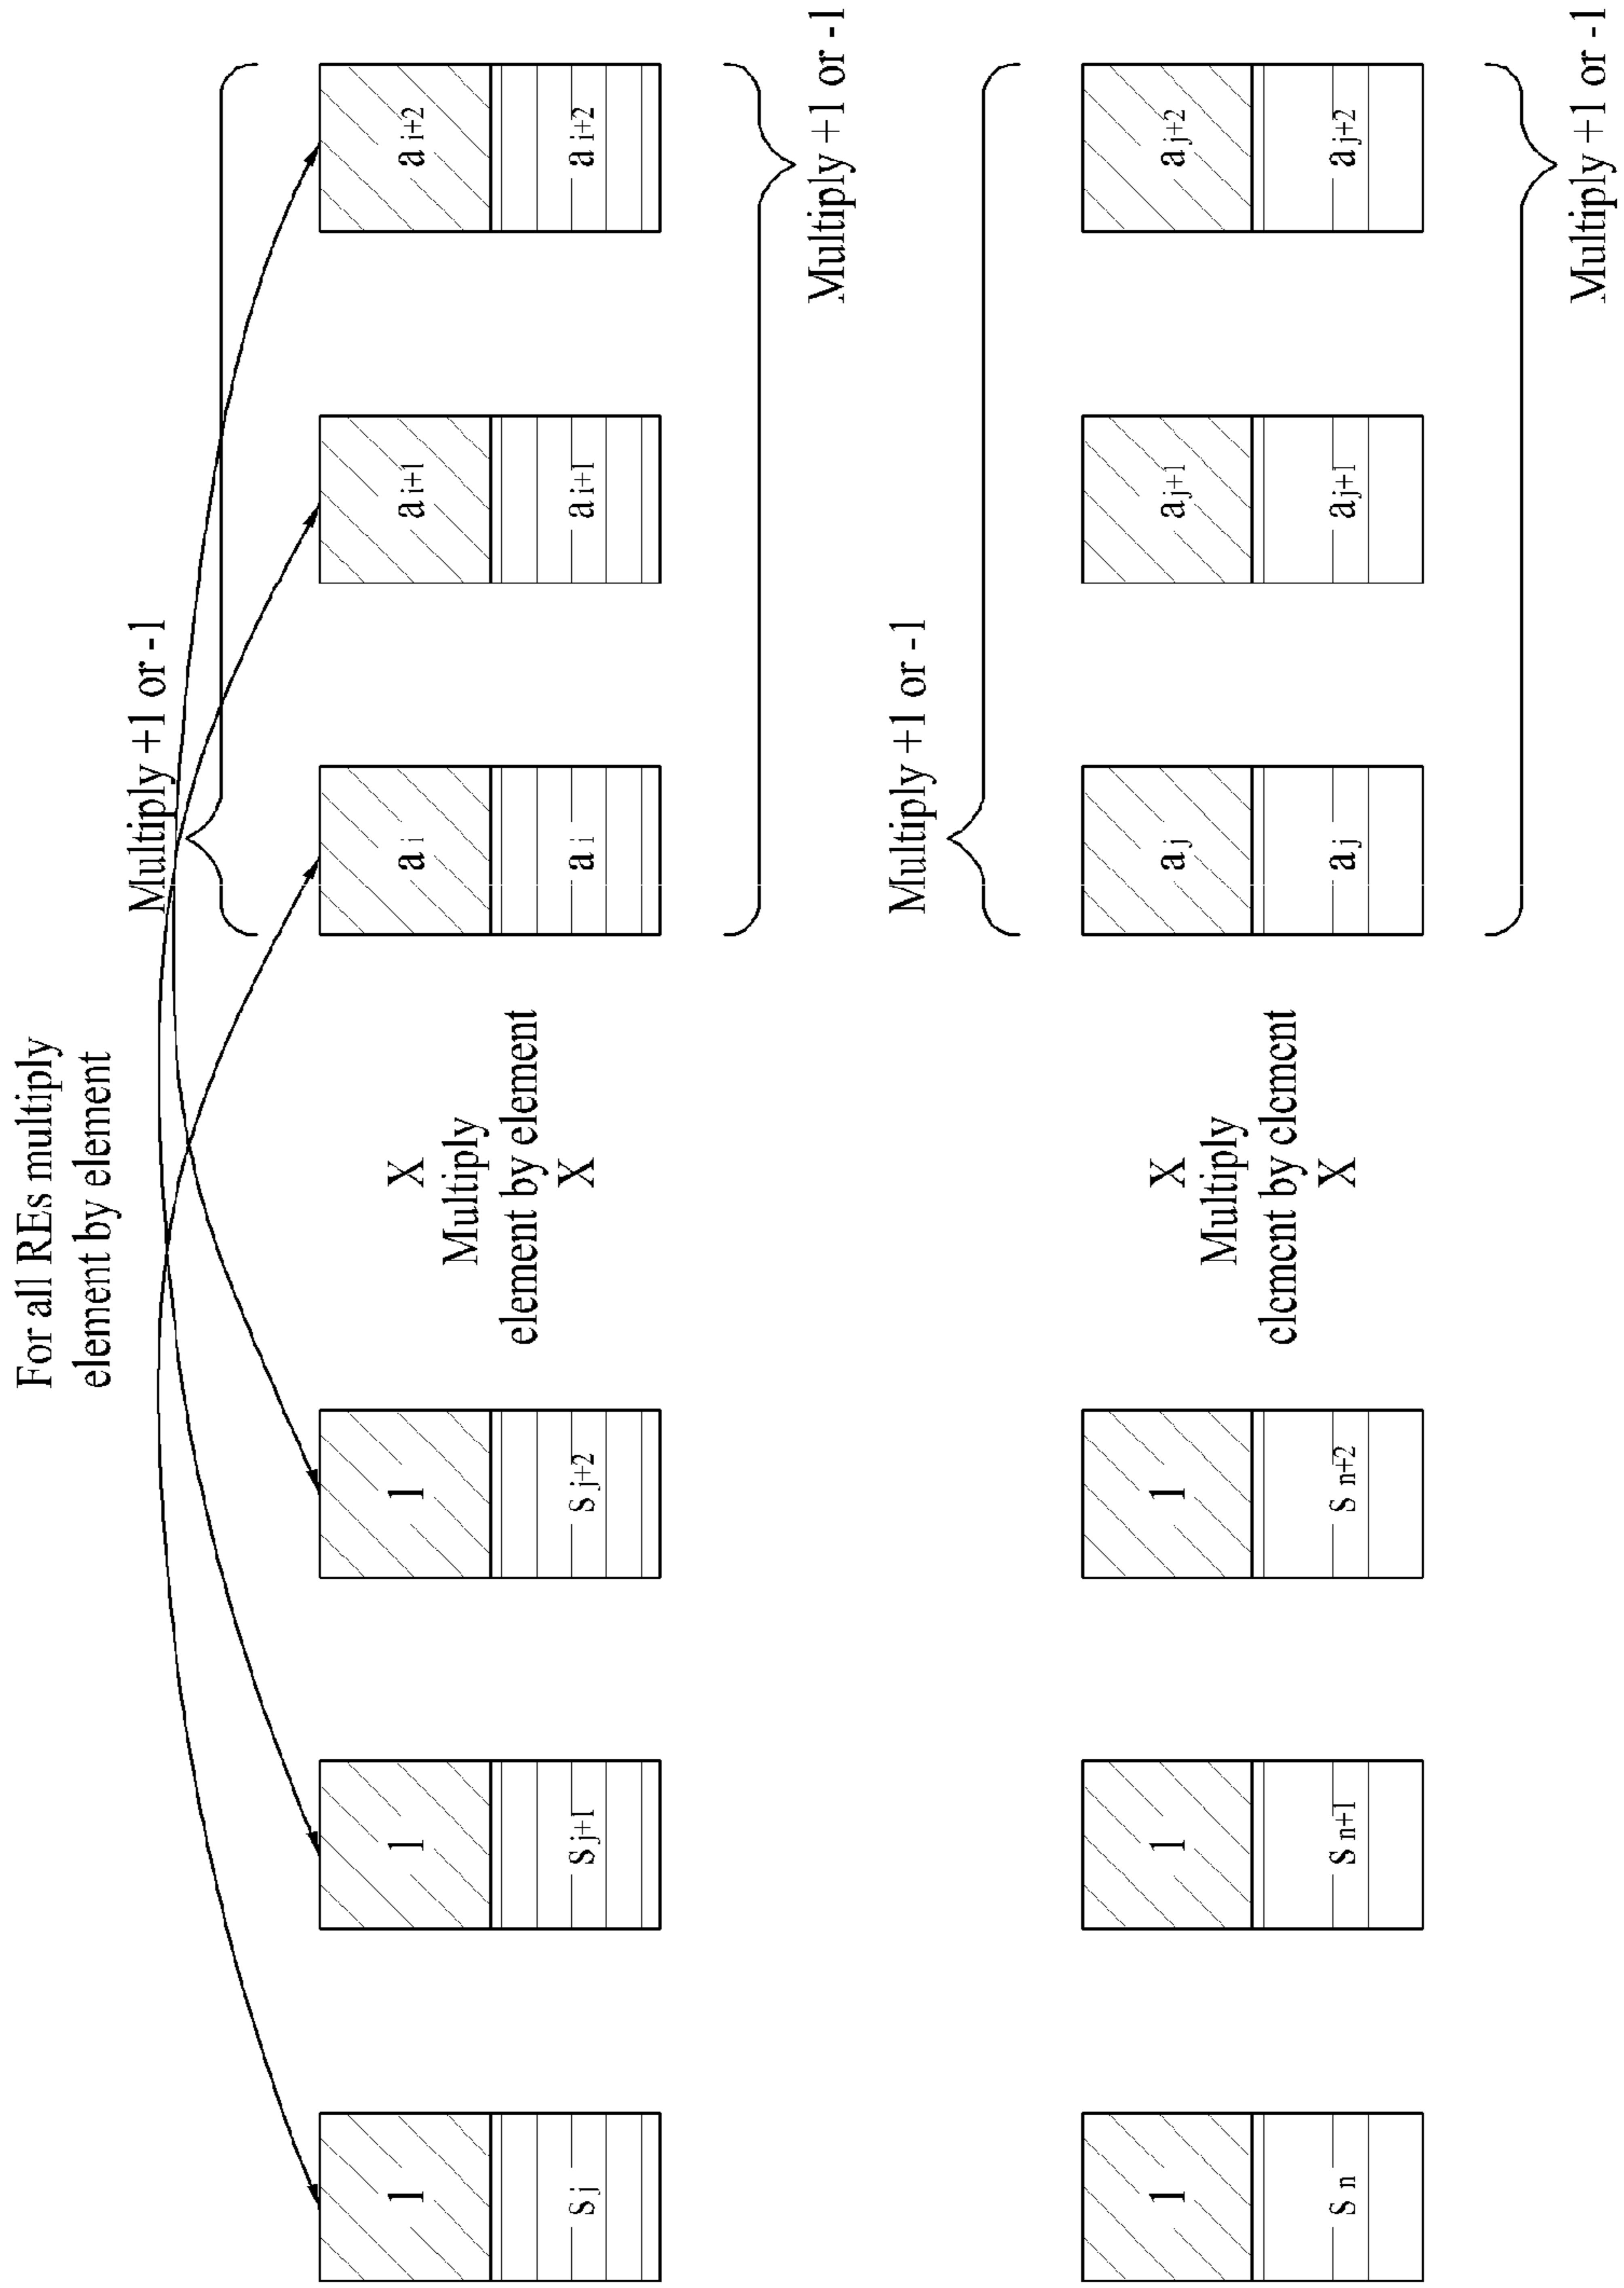 For all REs multiply
element by element
Multiply +1 or -1
1 1 1 X a i a i+1 a i+2
Multiply
element by element
s j s j+1 s j+2 X a i a i+1 a i+2
Multiply +1 or -1
Multiply +1 or -1
1 1 1 X a j a j+1 a j+2
Multiply
element by element
s n s n+1 s n+2 X a j a j+1 a j+2
Multiply +1 or -1